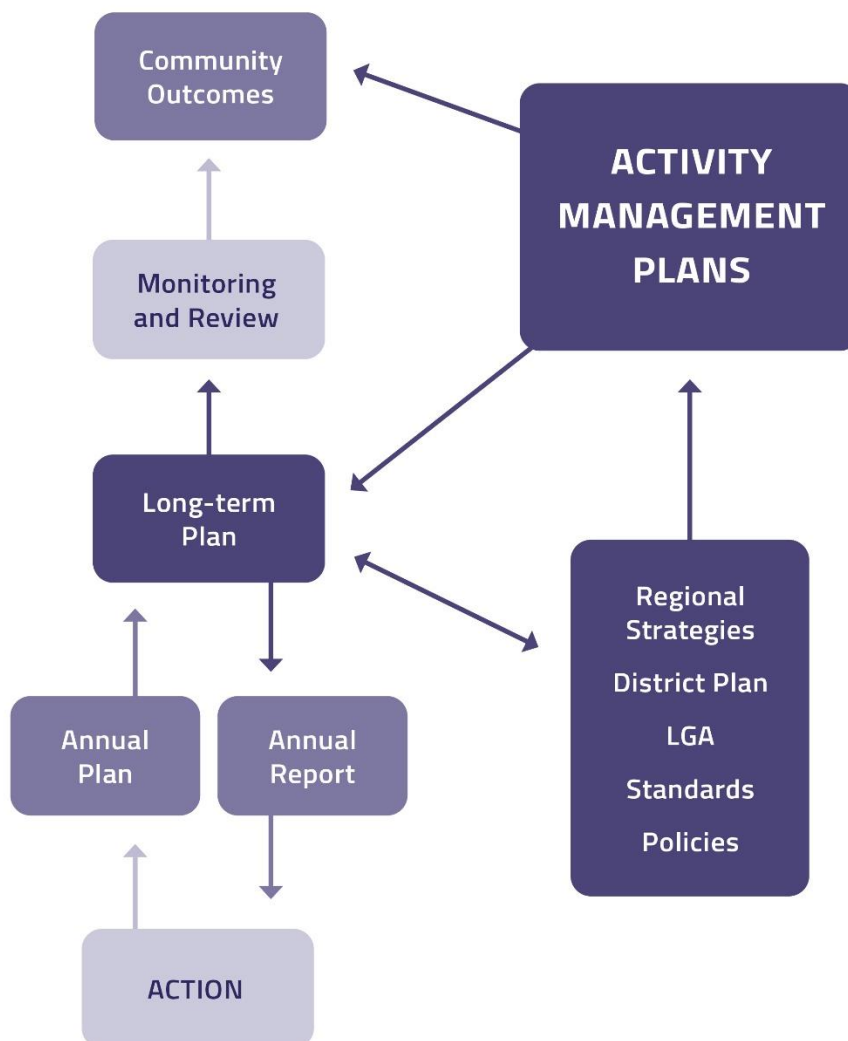 Community
Outcomes
ACTIVITY
MANAGEMENT
PLANS
Monitoring
and Review
Long-term
Plan
Regional
Strategies
District Plan
LGA
Standards
Policies
Annual
Plan
Annual
Report
ACTION